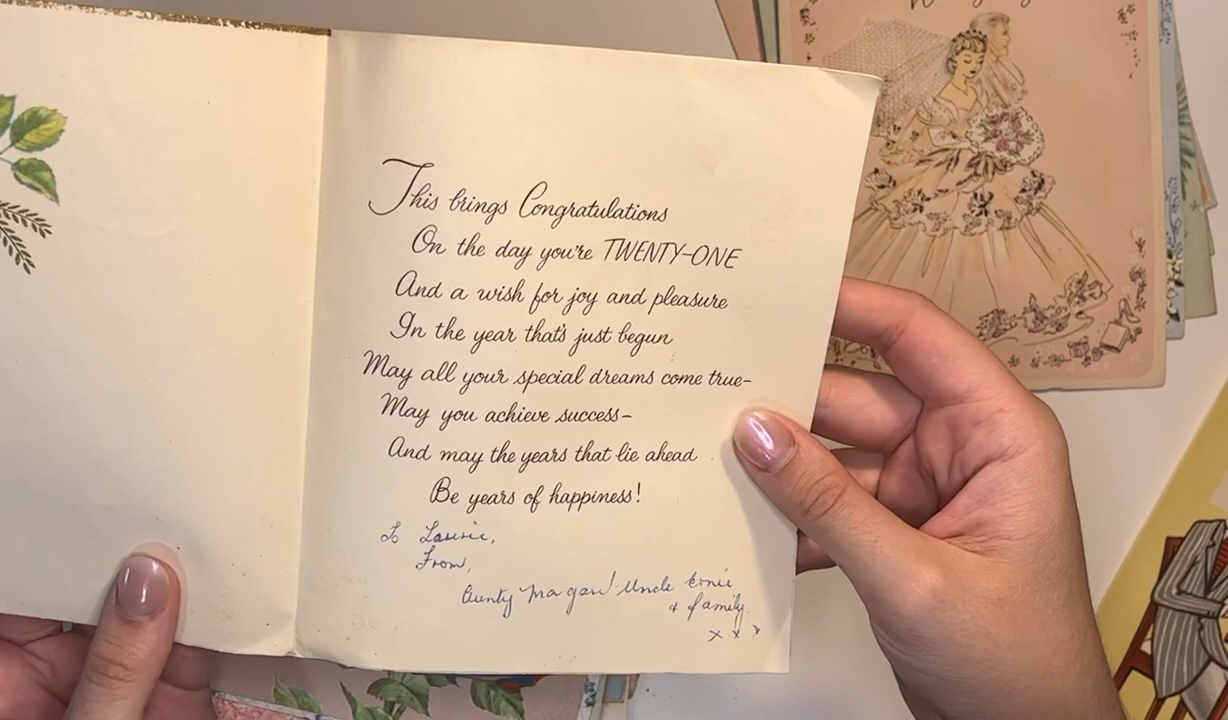 This brings Congratulations
On the day you're TWENTY-ONE
And a wish for joy and pleasure
In the year that's just begun
May all your special dreams come true-
May you achieve success-
And may the years that lie ahead
Be years of happiness!
To Laurie,
From,
Aunty Uncle Ernie
& family.
x x x